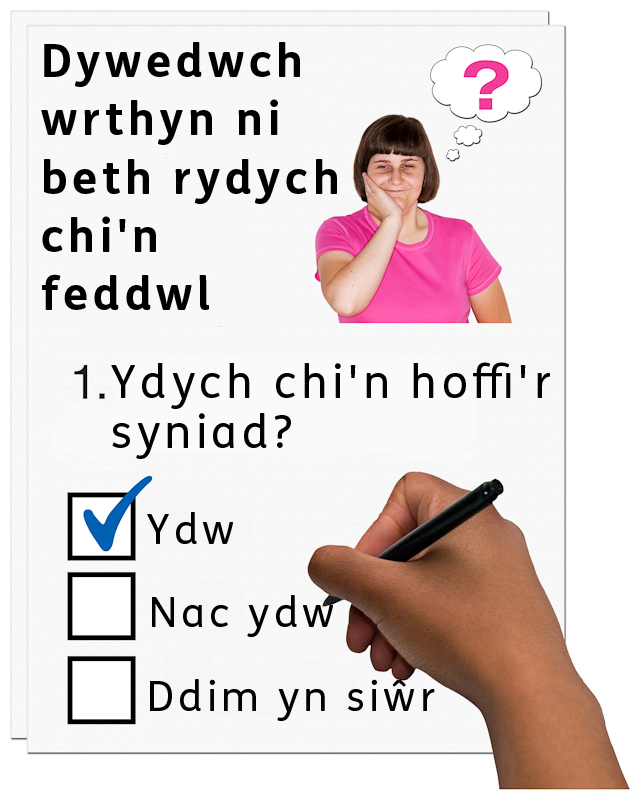 Dywedwch
wrthyn ni
beth rydych
chi'n
feddwl
?
1.Ydych chi'n hoffi'r
syniad?
Ydw
Nac ydw
Ddim yn siŵr